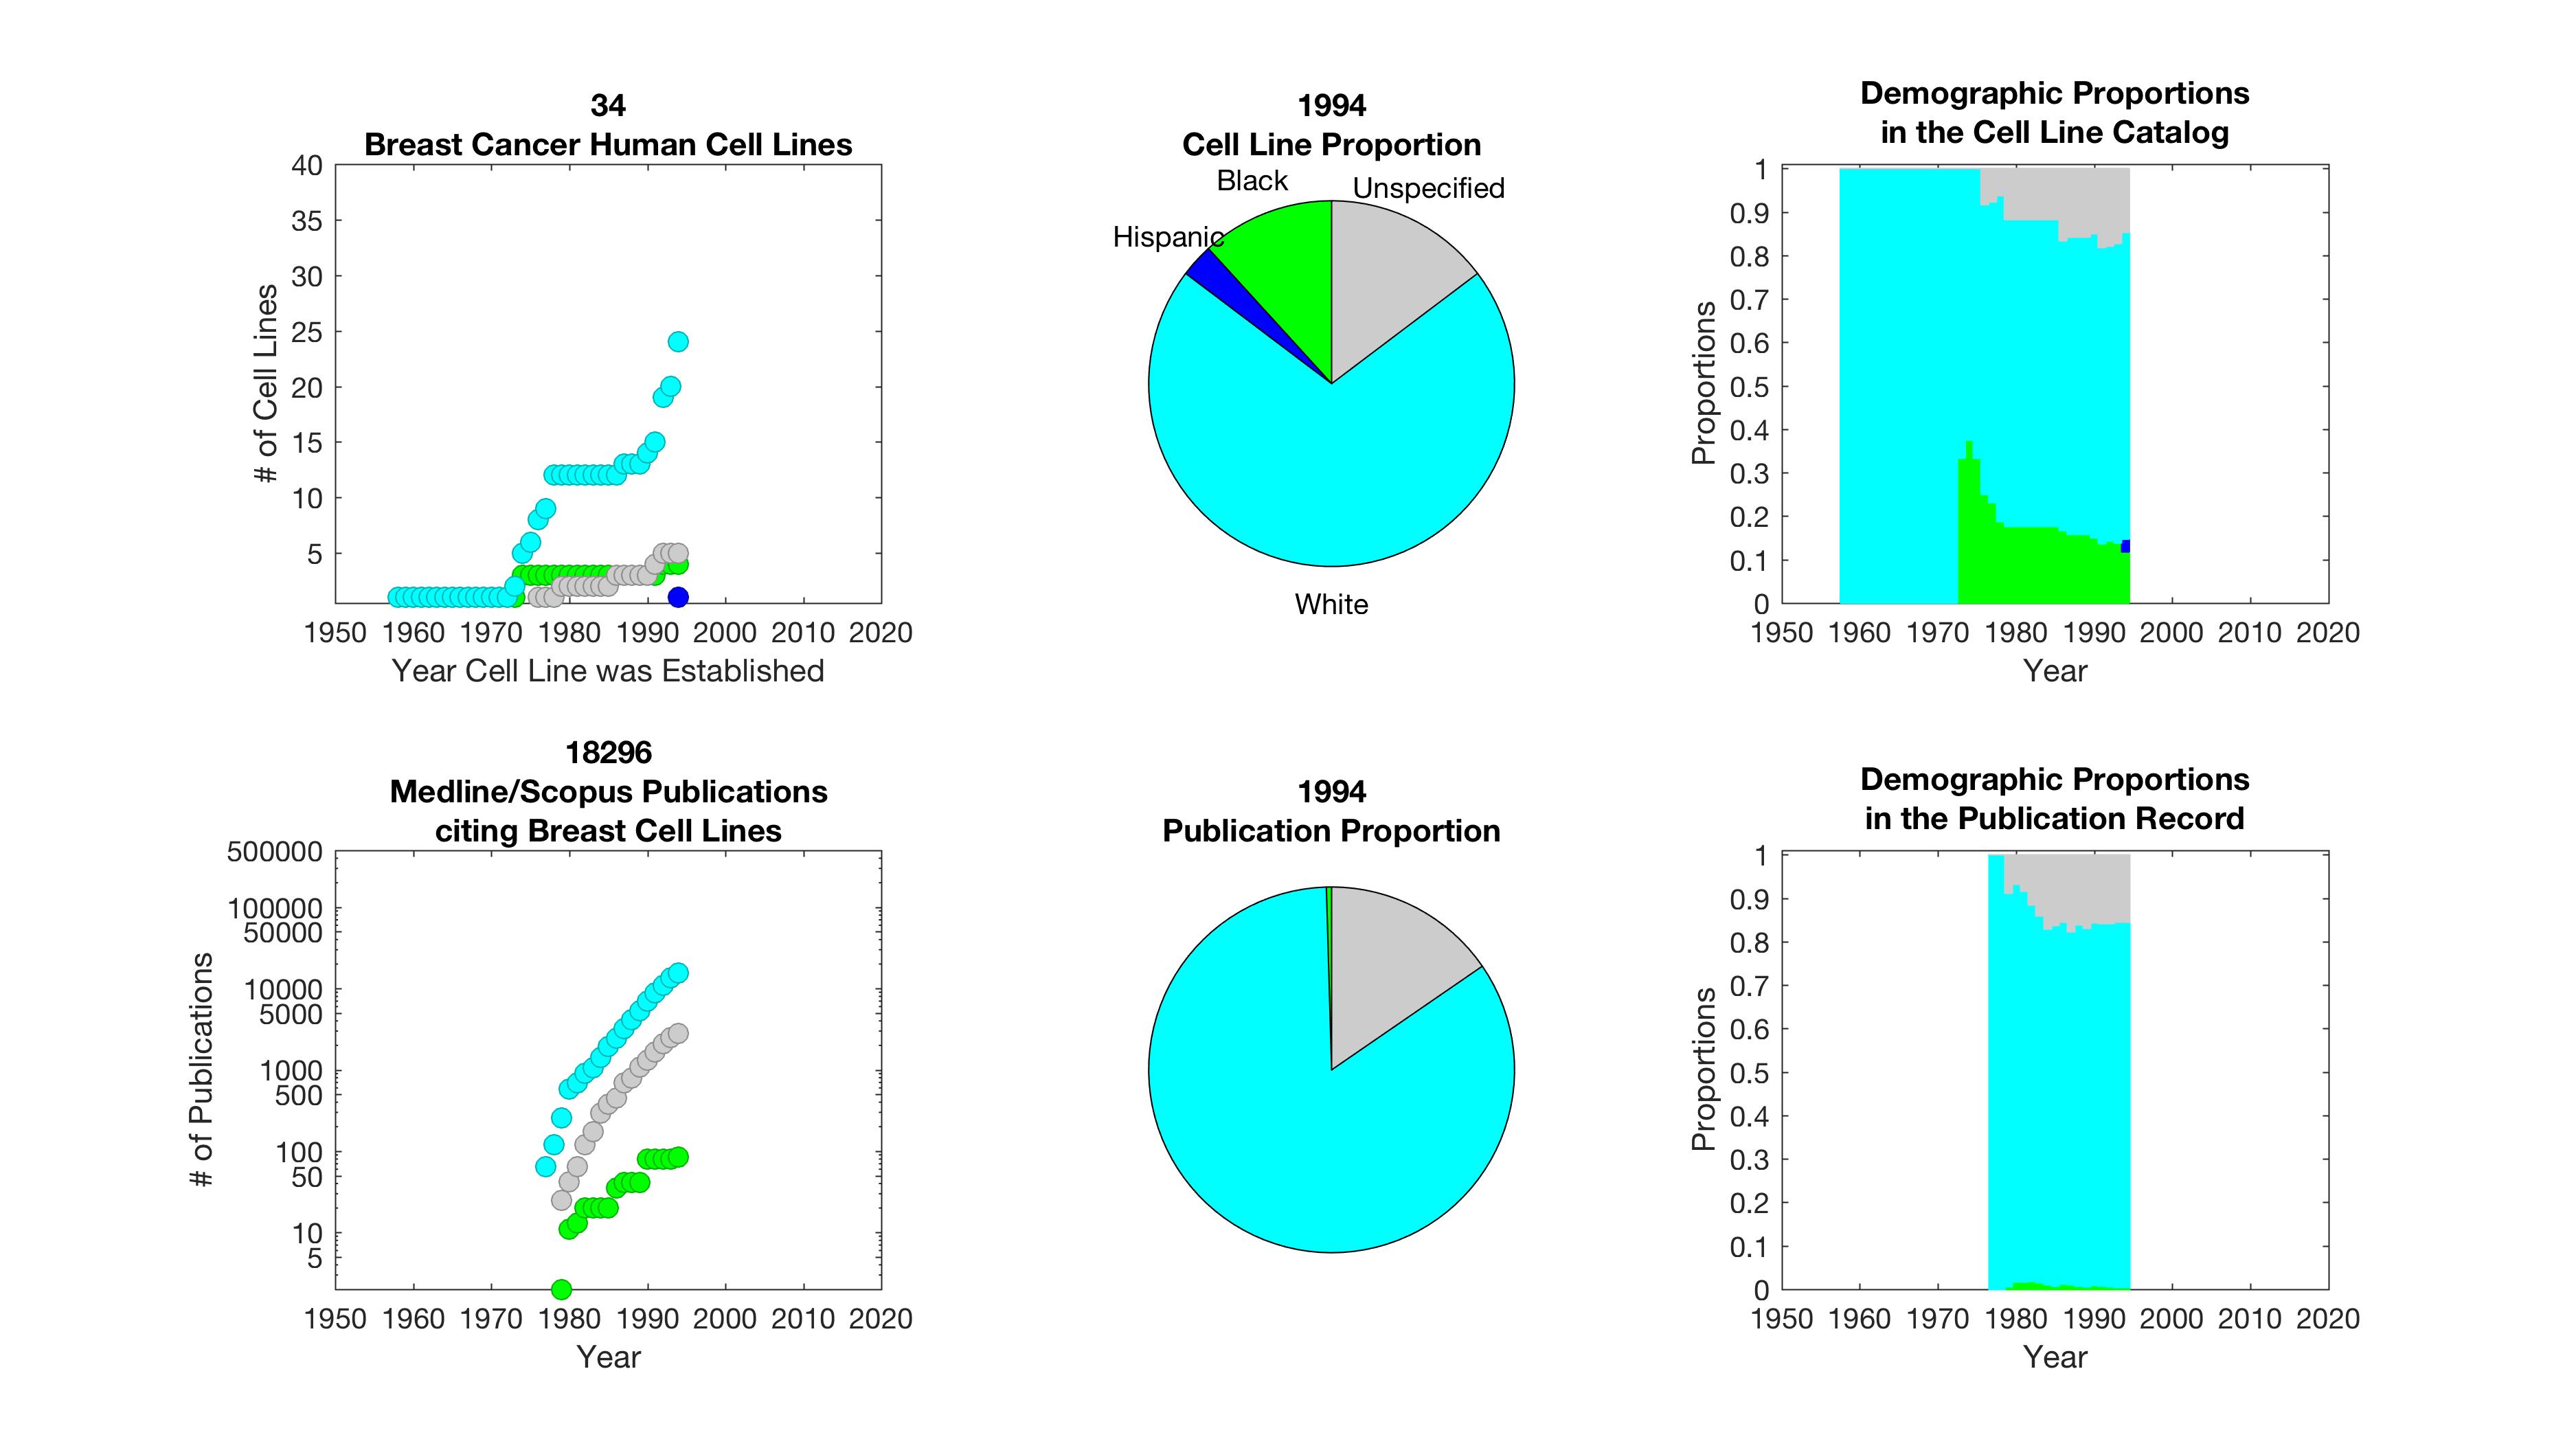 34
Breast Cancer Human Cell Lines
40
35
30
25
20
15
10
5
# of Cell Lines
1950 1960 1970 1980 1990 2000 2010 2020
Year Cell Line was Established
1994
Cell Line Proportion
Black
Unspecified
Hispanic
White
Demographic Proportions
in the Cell Line Catalog
1
0.9
0.8
0.7
0.6
0.5
0.4
0.3
0.2
0.1
0
Proportions
1950 1960 1970 1980 1990 2000 2010 2020
Year
18296
Medline/Scopus Publications
citing Breast Cell Lines
500000
100000
50000
10000
5000
1000
500
100
50
10
5
# of Publications
1950 1960 1970 1980 1990 2000 2010 2020
Year
1994
Publication Proportion
Demographic Proportions
in the Publication Record
1
0.9
0.8
0.7
0.6
0.5
0.4
0.3
0.2
0.1
0
Proportions
1950 1960 1970 1980 1990 2000 2010 2020
Year